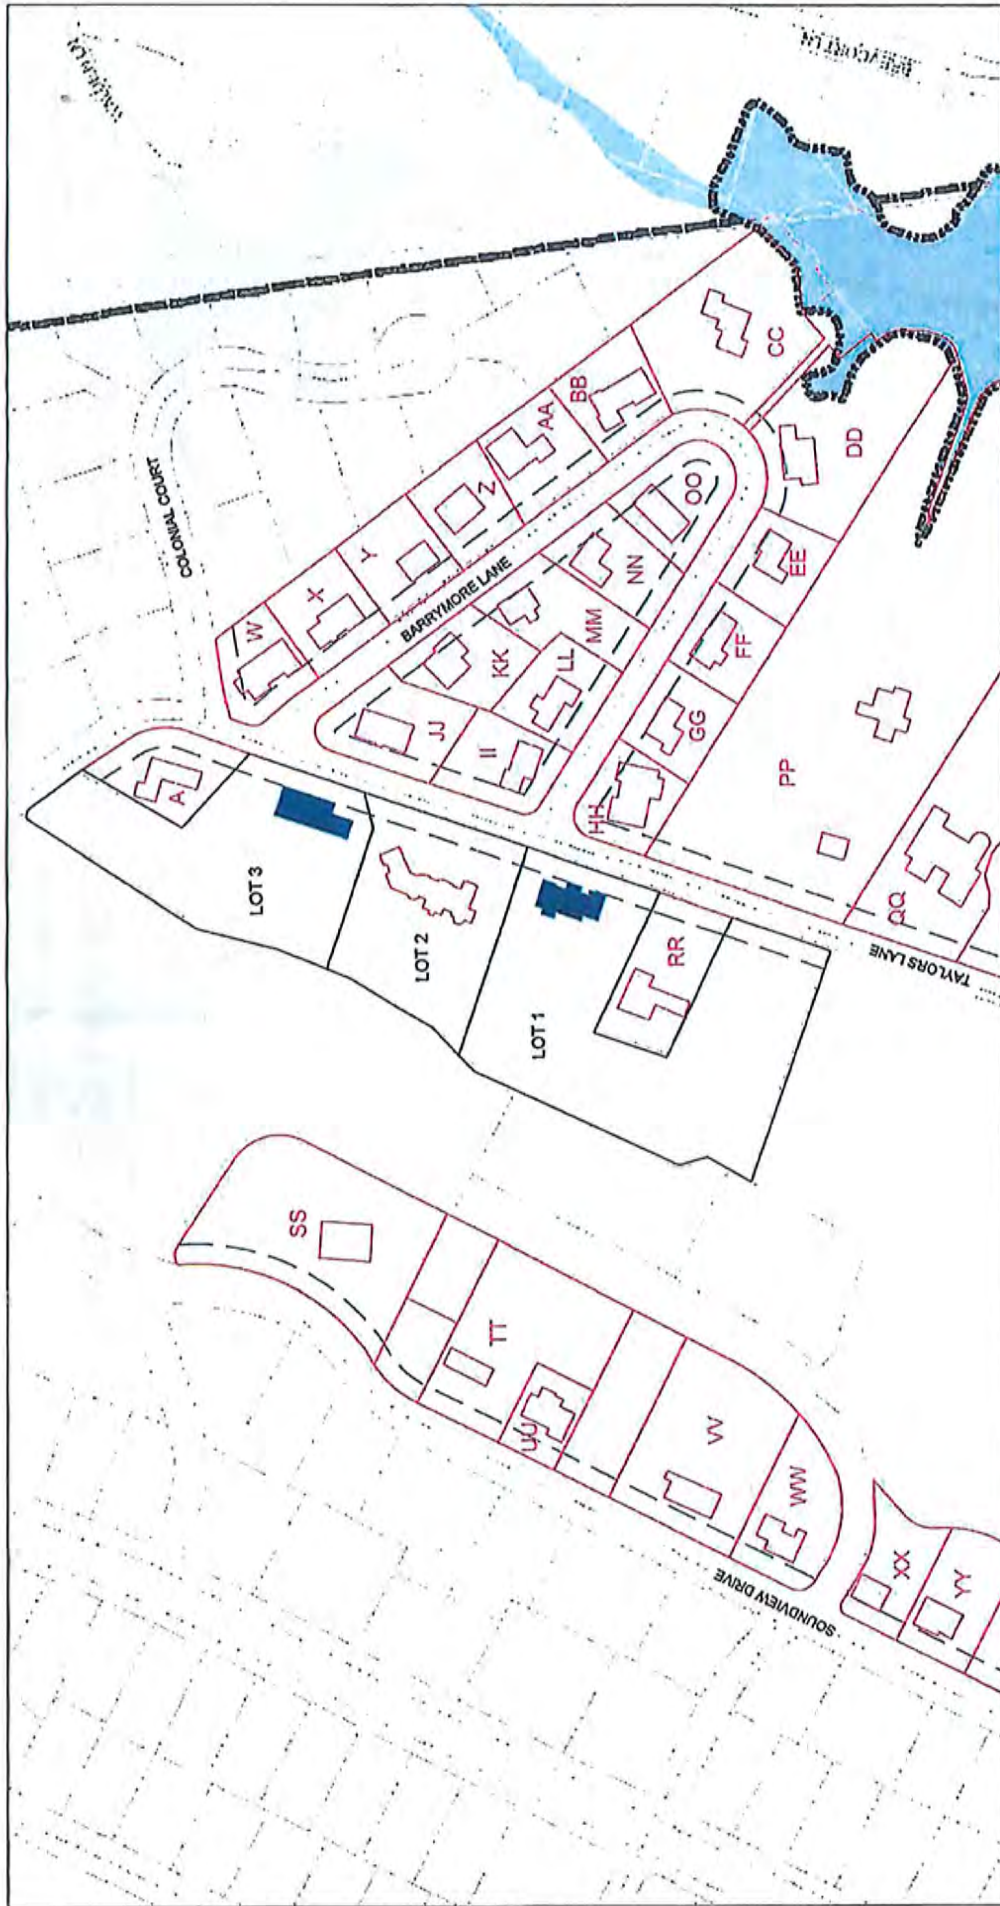 BREVOORT LN
COLONIAL COURT
BARRYMORE LANE
TAYLORS LANE
SOUNDVIEW DRIVE
LOT 3
LOT 2
LOT 1
A
W
X
Y
Z
AA
BB
CC
DD
EE
FF
GG
HH
II
JJ
KK
LL
MM
NN
OO
PP
QQ
RR
SS
TT
UU
VV
WW
XX
YY